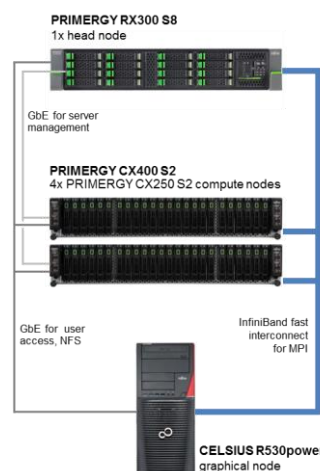 PRIMERGY RX300 S8
1x head node
GbE for server
management
PRIMERGY CX400 S2
4x PRIMERGY CX250 S2 compute nodes
GbE for user
access, NFS
InfiniBand fast
interconnect
for MPI
CELSIUS R530power
graphical node